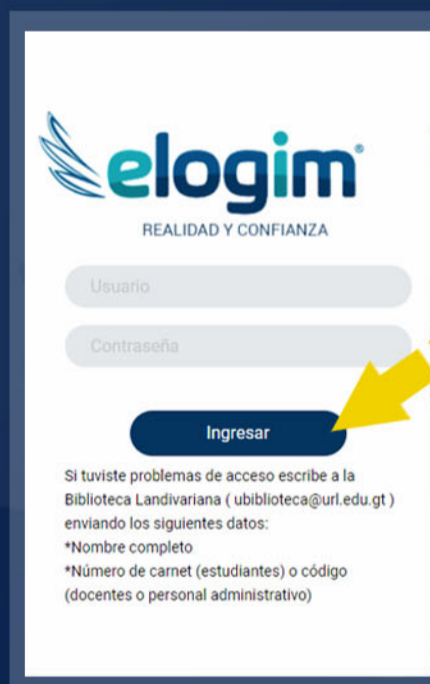 elogim®
REALIDAD Y CONFIANZA
Usuario
Contraseña
Ingresar
Si tuviste problemas de acceso escribe a la
Biblioteca Landivariana ( ubiblioteca@url.edu.gt )
enviando los siguientes datos:
*Nombre completo
*Número de carnet (estudiantes) o código
(docentes o personal administrativo)